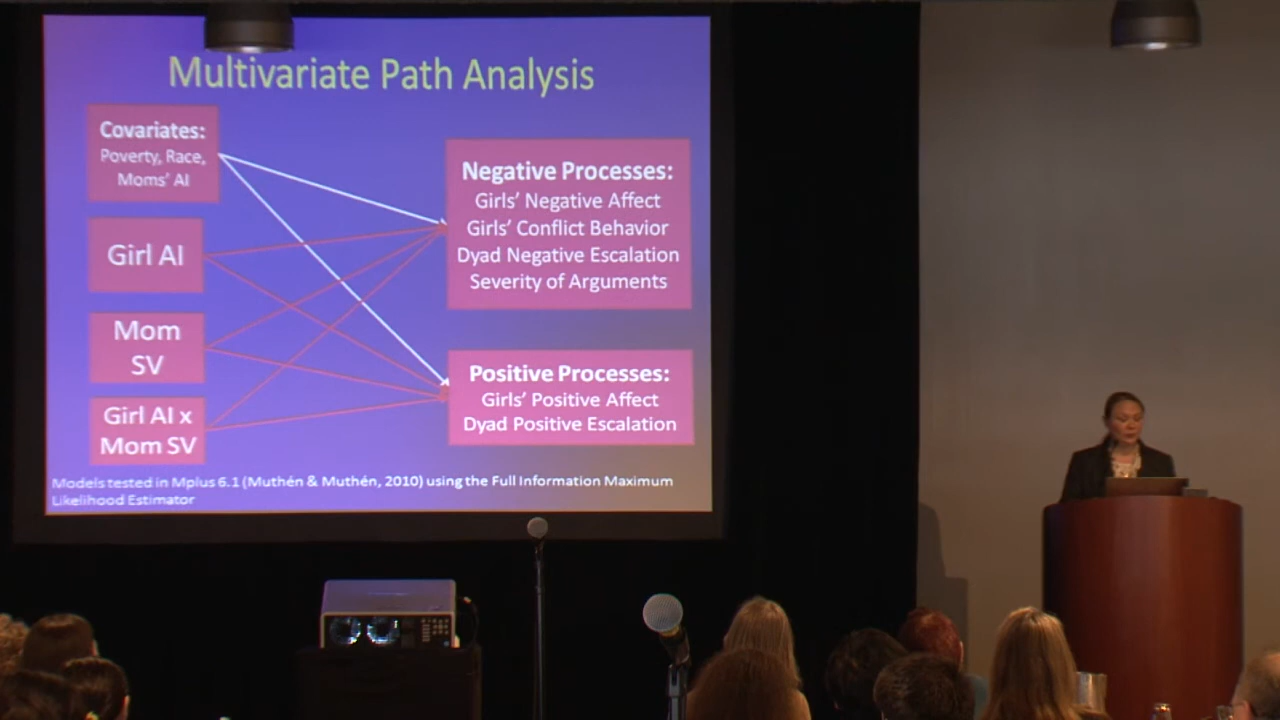 Multivariate Path Analysis
Covariates:
Poverty, Race,
Moms' AI
Girl AI
Mom
SV
Girl AI x
Mom SV
Negative Processes:
Girls' Negative Affect
Girls' Conflict Behavior
Dyad Negative Escalation
Severity of Arguments
Positive Processes:
Girls' Positive Affect
Dyad Positive Escalation
Models tested in Mplus 6.1 (Muthén & Muthén, 2010) using the Full Information Maximum
Likelihood Estimator